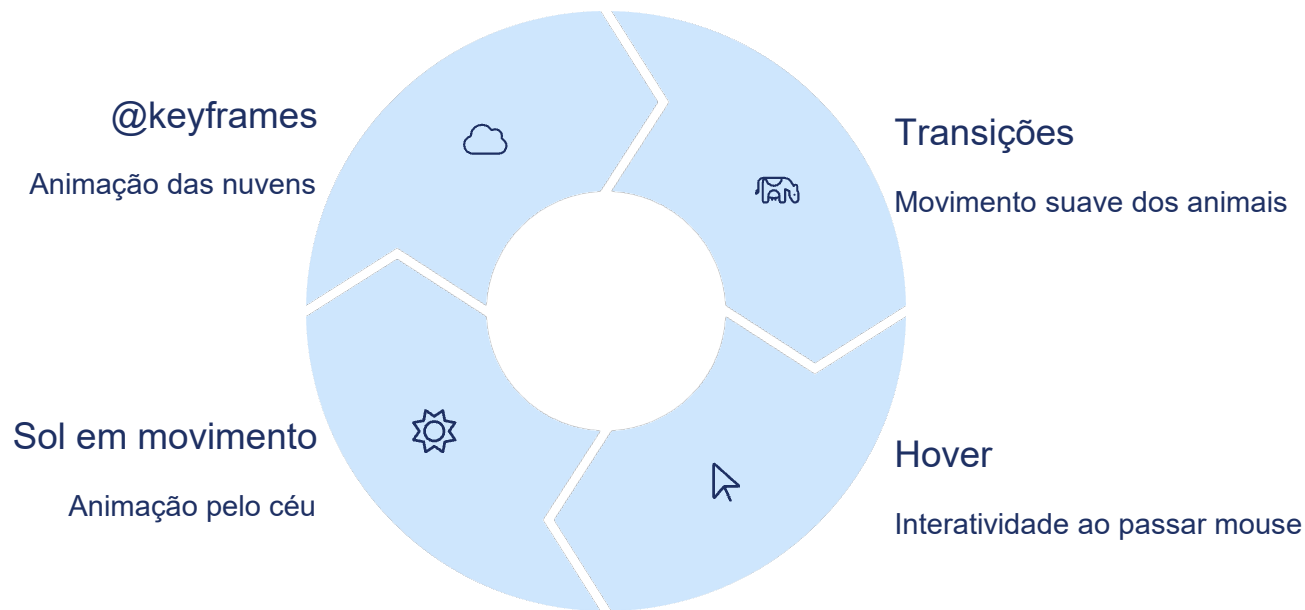 @keyframes
Animação das nuvens
Transições
Movimento suave dos animais
Sol em movimento
Animação pelo céu
Hover
Interatividade ao passar mouse